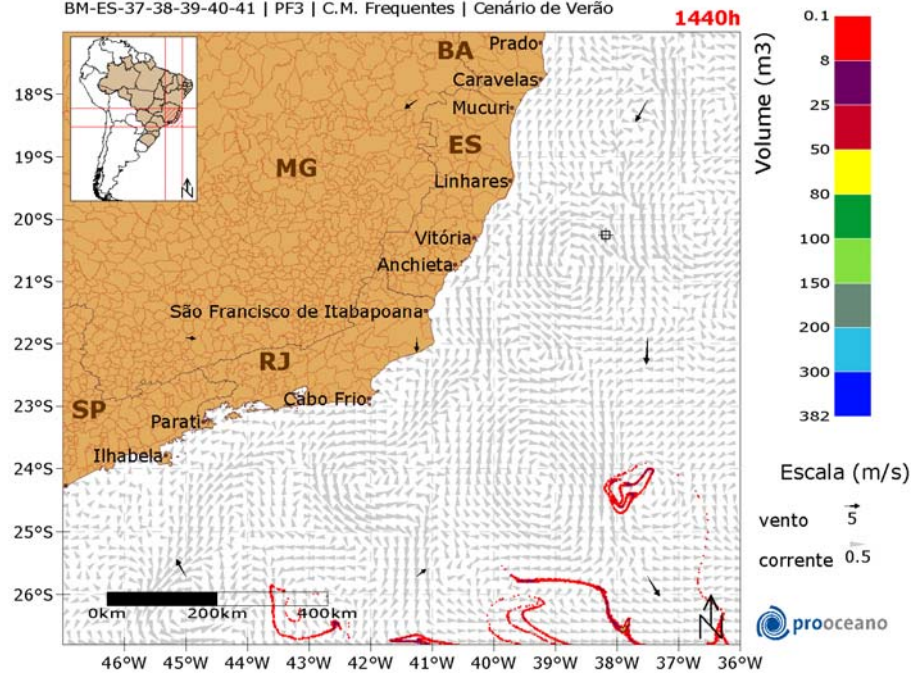 BM-ES-37-38-39-40-41 | PF3 | C.M. Frequentes | Cenário de Verão
1440h
BA
Prado
Caravelas
Mucuri
ES
MG
Linhares
Vitória
Anchieta
São Francisco de Itabapoana
RJ
Cabo Frio
SP
Parati
Ilhabela
18°S
19°S
20°S
21°S
22°S
23°S
24°S
25°S
26°S
0km
200km
400km
N
N
46°W
45°W
44°W
43°W
42°W
41°W
40°W
39°W
38°W
37°W
36°W
Volume (m3)
0.1
8
25
50
80
100
150
200
300
382
Escala (m/s)
vento 5
corrente 0.5
prooceano